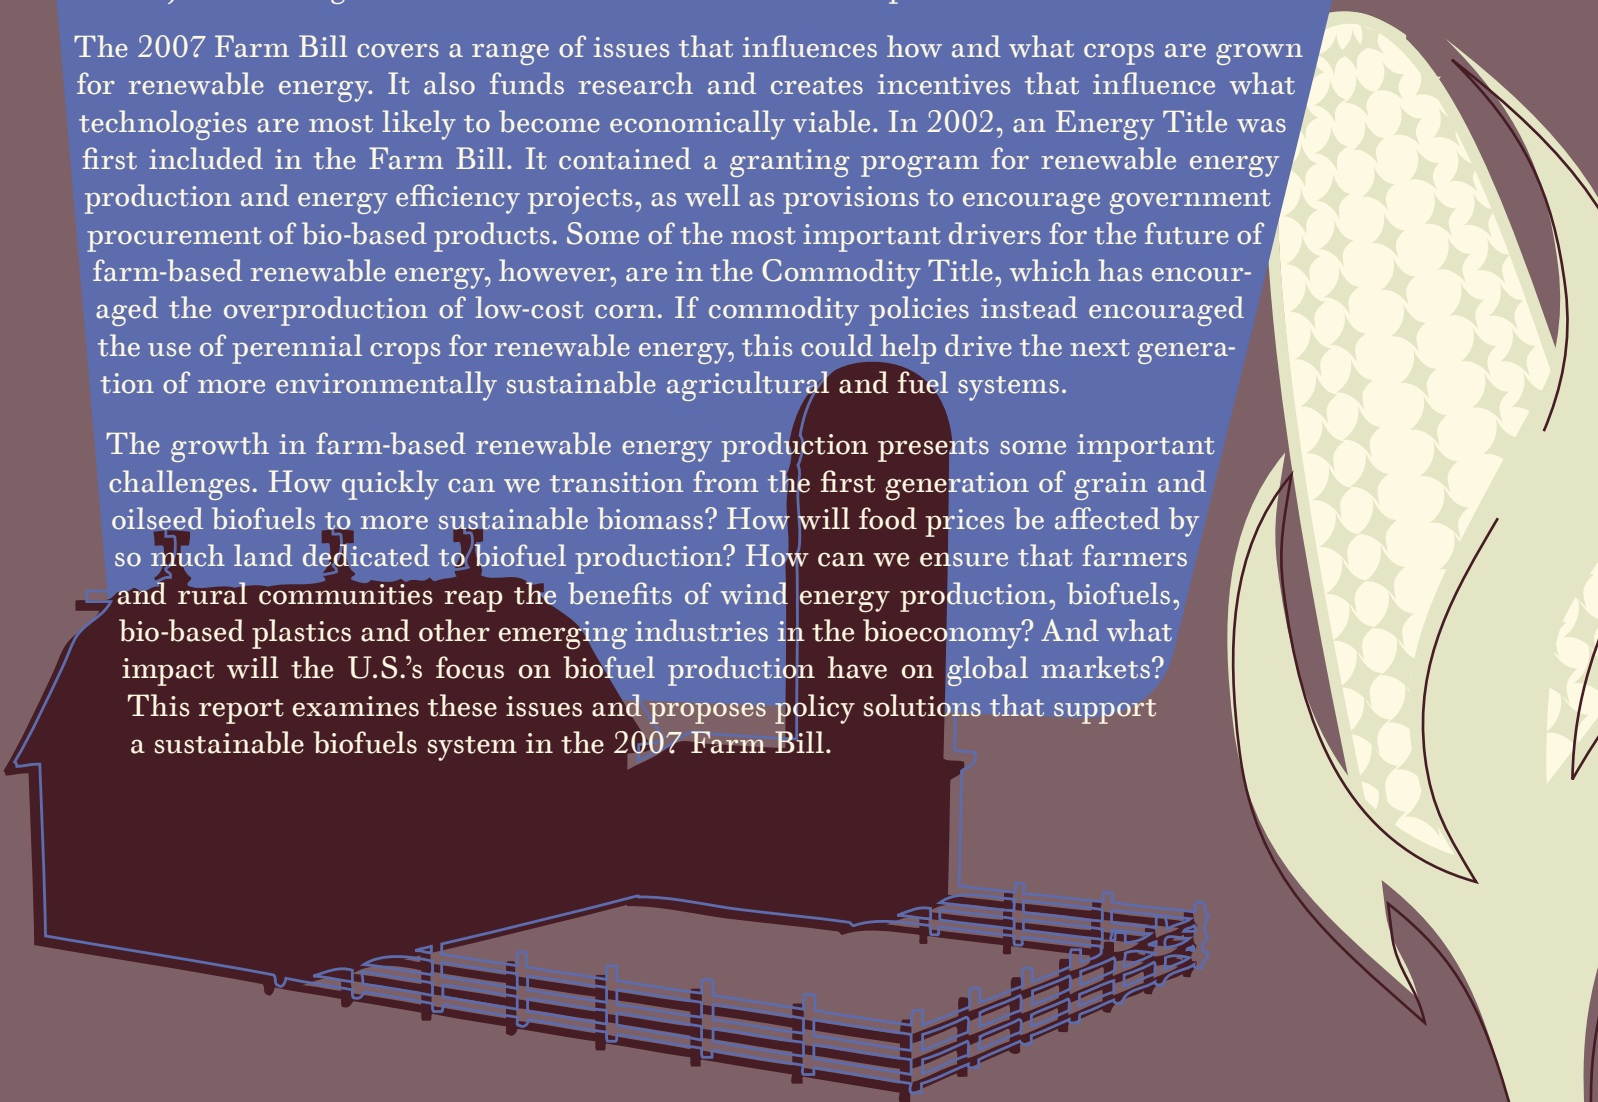 The 2007 Farm Bill covers a range of issues that influences how and what crops are grown
for renewable energy. It also funds research and creates incentives that influence what
technologies are most likely to become economically viable. In 2002, an Energy Title was
first included in the Farm Bill. It contained a granting program for renewable energy
production and energy efficiency projects, as well as provisions to encourage government
procurement of bio-based products. Some of the most important drivers for the future of
farm-based renewable energy, however, are in the Commodity Title, which has encour-
aged the overproduction of low-cost corn. If commodity policies instead encouraged
the use of perennial crops for renewable energy, this could help drive the next genera-
tion of more environmentally sustainable agricultural and fuel systems.
The growth in farm-based renewable energy production presents some important
challenges. How quickly can we transition from the first generation of grain and
oilseed biofuels to more sustainable biomass? How will food prices be affected by
so much land dedicated to biofuel production? How can we ensure that farmers
and rural communities reap the benefits of wind energy production, biofuels,
bio-based plastics and other emerging industries in the bioeconomy? And what
impact will the U.S.'s focus on biofuel production have on global markets?
This report examines these issues and proposes policy solutions that support
a sustainable biofuels system in the 2007 Farm Bill.